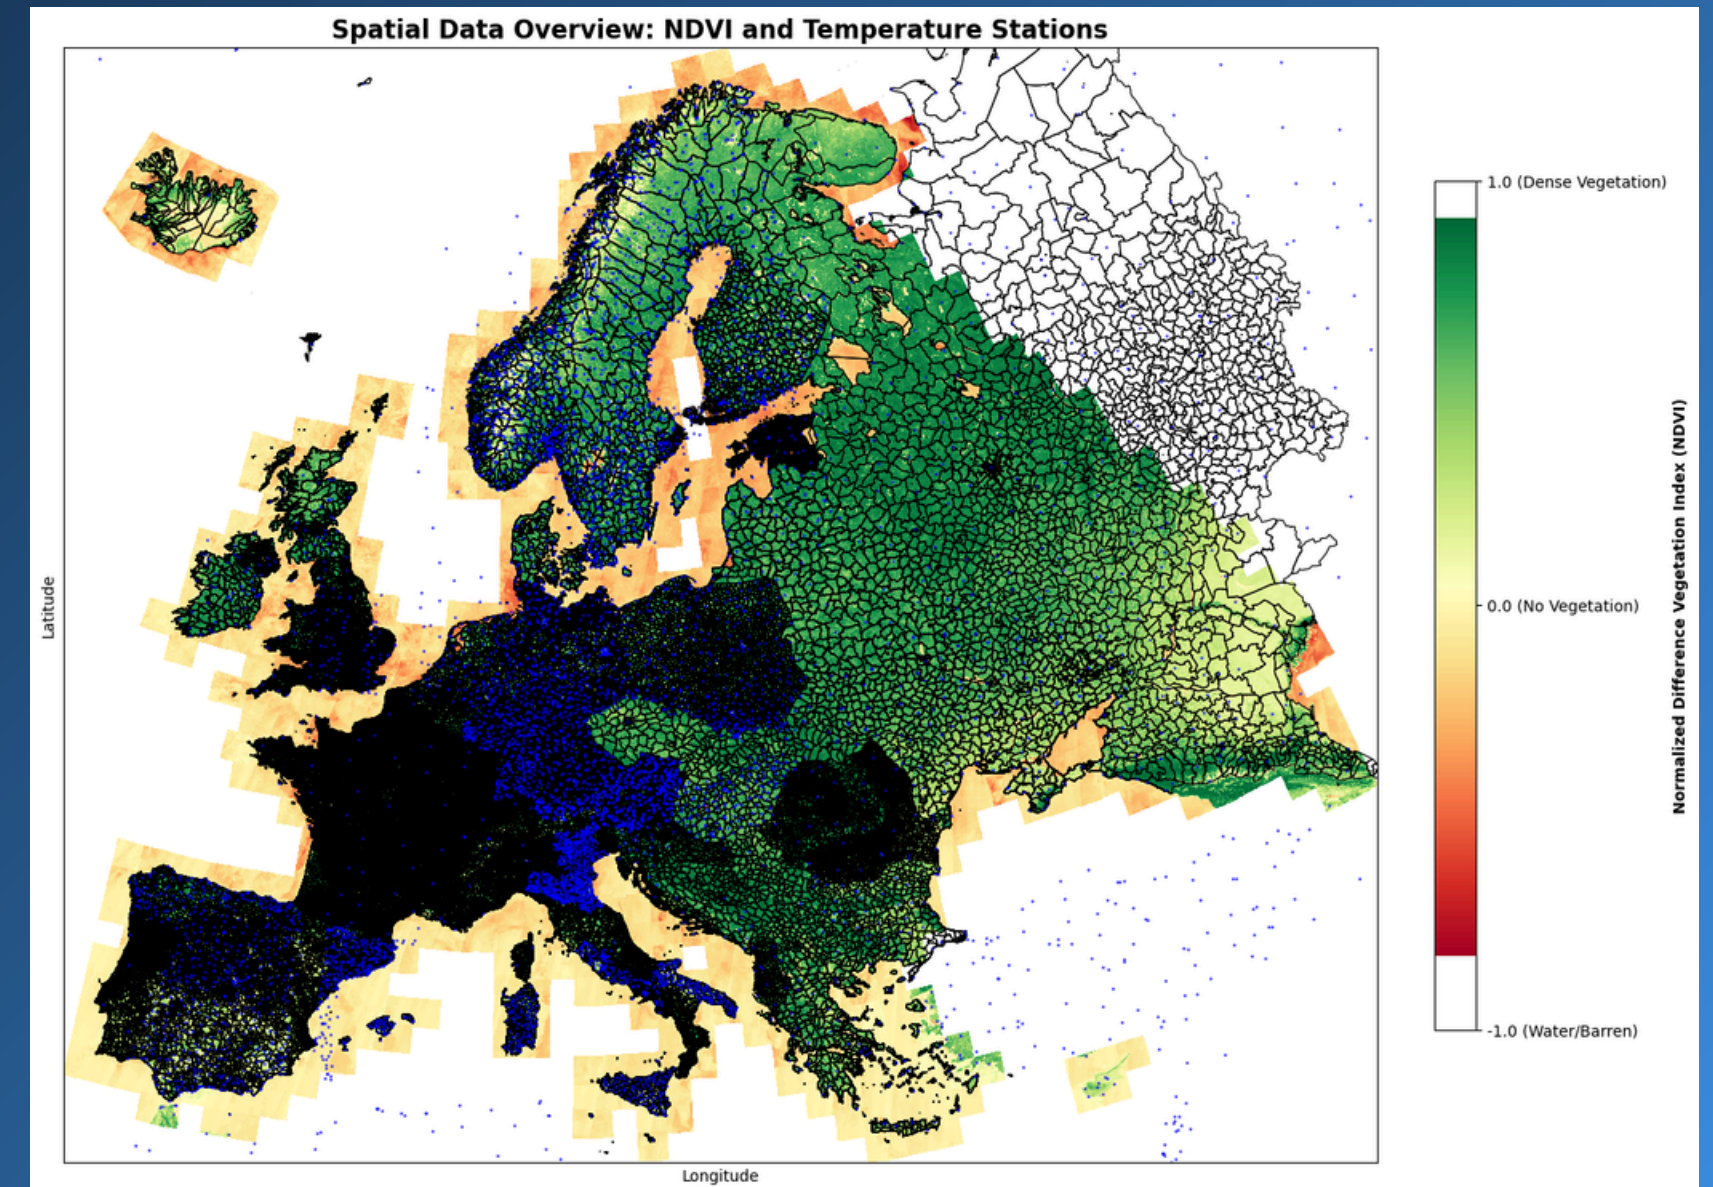 Spatial Data Overview: NDVI and Temperature Stations
1.0 (Dense Vegetation)
0.0 (No Vegetation)
-1.0 (Water/Barren)
Normalized Difference Vegetation Index (NDVI)
Latitude
Longitude